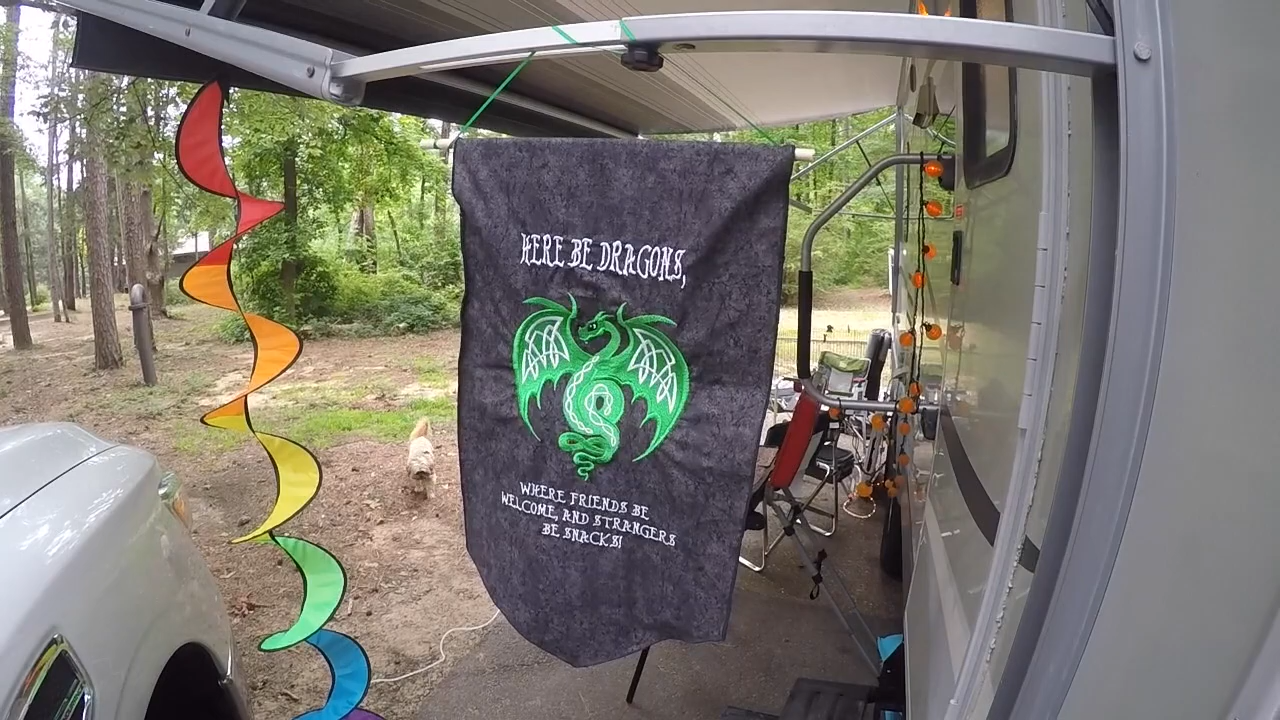 HERE BE DRAGONS,
WHERE FRIENDS BE
WELCOME, AND STRANGERS
BE SNACKS!